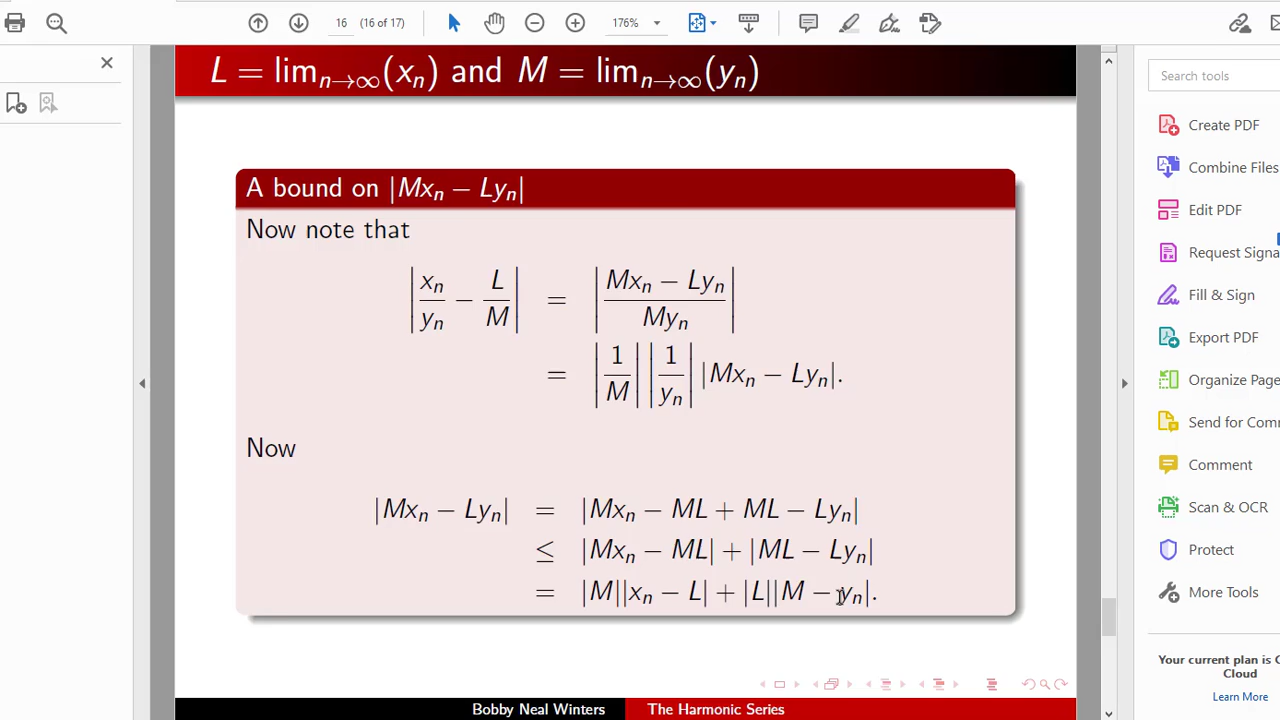 16 (16 of 17) 176%
L = lim_{n→∞}(x_n) and M = lim_{n→∞}(y_n)
A bound on |Mx_n − Ly_n|
Now note that
|x_n/y_n − L/M| = |(Mx_n − Ly_n)/(My_n)|
= |1/M| |1/y_n| |Mx_n − Ly_n|.
Now
|Mx_n − Ly_n| = |Mx_n − ML + ML − Ly_n|
≤ |Mx_n − ML| + |ML − Ly_n|
= |M||x_n − L| + |L||M − y_n|.
Bobby Neal Winters The Harmonic Series
Search tools
Create PDF
Combine Files
Edit PDF
Request Signa
Fill & Sign
Export PDF
Organize Page
Send for Comm
Comment
Scan & OCR
Protect
More Tools
Your current plan is C
Cloud
Learn More